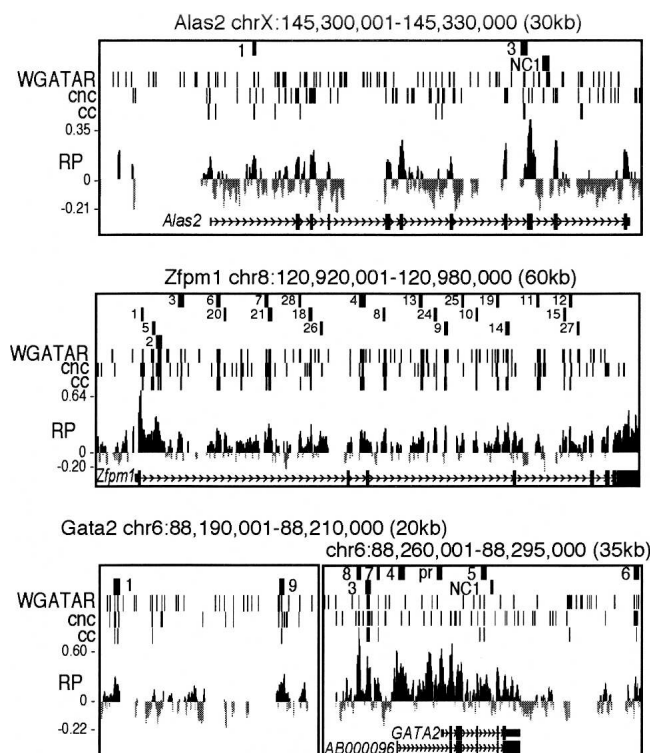 Alas2 chrX:145,300,001-145,330,000 (30kb)
1 3
NC1
WGATAR
cnc
cc
0.35
RP
0
-0.21
Alas2
Zfpm1 chr8:120,920,001-120,980,000 (60kb)
3 6 7 28 4 13 25 19 11 12
1 20 21 18 8 24 10 15
5 26 9 14 27
2
WGATAR
cnc
cc
0.64
RP
0
-0.20
Zfpm1
Gata2 chr6:88,190,001-88,210,000 (20kb)
chr6:88,260,001-88,295,000 (35kb)
1 9 8 7 4 pr 5 6
3 NC1
WGATAR
cnc
cc
0.60
RP
0
-0.22
GATA2
AB000096